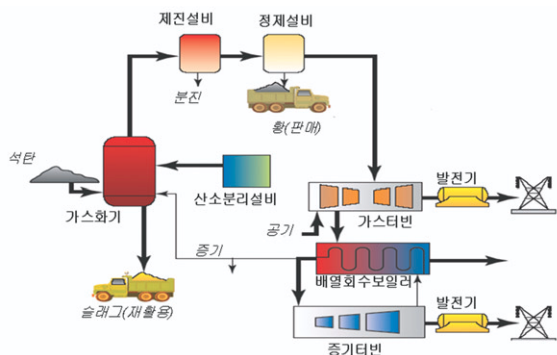 제진설비
정제설비
분진
황(판매)
석탄
산소분리설비
발전기
가스화기
공기
가스터빈
증기
배열회수보일러
슬래그(재활용)
발전기
증기터빈